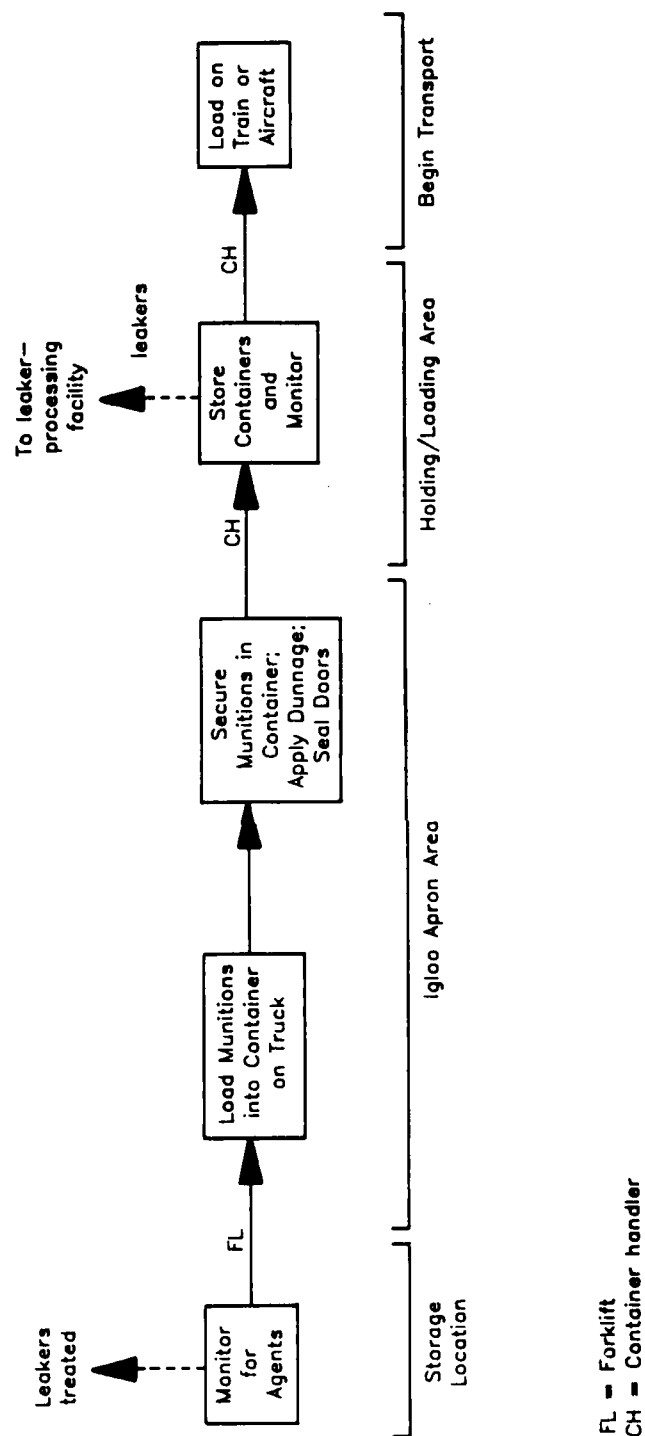 Leakers
treated
Monitor
for
Agents
FL
Load Munitions
into Container
on Truck
Secure
Munitions in
Container;
Apply Dunnage;
Seal Doors
CH
To leaker-
processing
facility
leakers
Store
Containers
and
Monitor
CH
Load on
Train or
Aircraft
Storage
Location
Igloo Apron Area
Holding/Loading Area
Begin Transport
FL = Forklift
CH = Container handler